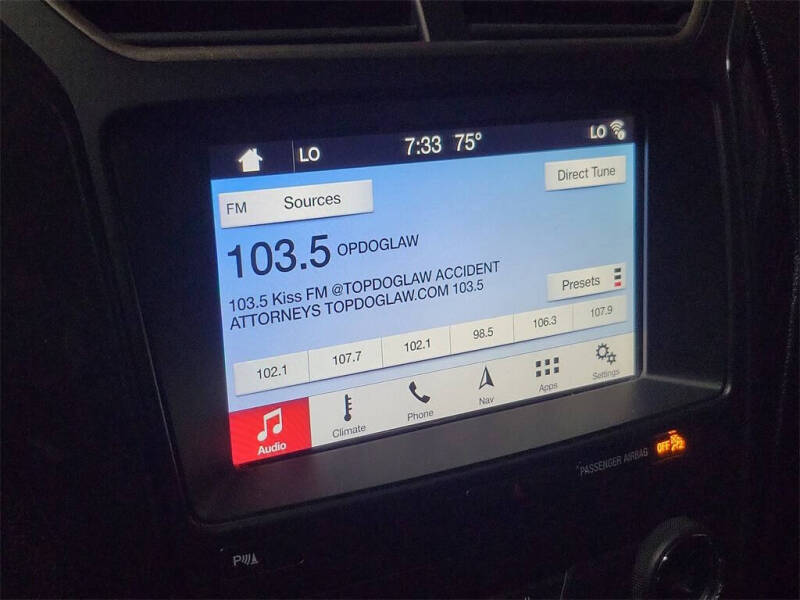 LO 7:33 75° LO
FM Sources Direct Tune
103.5 OPDOGLAW
103.5 Kiss FM @TOPDOGLAW ACCIDENT
ATTORNEYS TOPDOGLAW.COM 103.5
Presets
102.1 107.7 102.1 98.5 106.3 107.9
Audio Climate Phone Nav Apps Settings
PASSENGER AIRBAG OFF
P